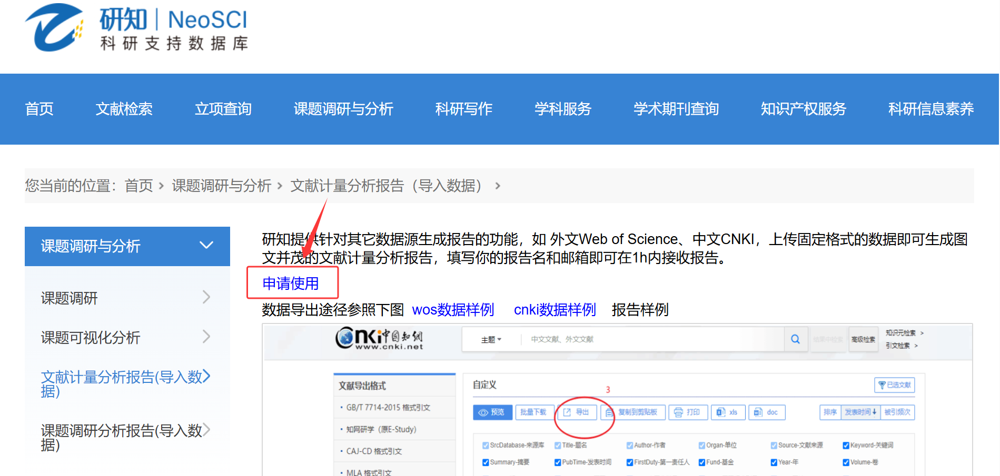 研知 | NeoSCI
科研支持数据库
首页 文献检索 立项查询 课题调研与分析 科研写作 学科服务 学术期刊查询 知识产权服务 科研信息素养
您当前的位置：首页 > 课题调研与分析 > 文献计量分析报告（导入数据） >
课题调研与分析
课题调研
课题可视化分析
文献计量分析报告(导入数
据)
课题调研分析报告(导入数
据)
研知提供针对其它数据源生成报告的功能，如 外文Web of Science、中文CNKI，上传固定格式的数据即可生成图
文并茂的文献计量分析报告，填写你的报告名和邮箱即可在1h内接收报告。
申请使用
数据导出途径参照下图 wos数据样例 cnki数据样例 报告样例
cnki中国知网
www.cnki.net
主题 中文文献、外文文献 结果中检索 高级检索 知识元检索 >
引文检索 >
文献导出格式
· GB/T 7714-2015 格式引文
· 知网研学（原E-Study）
· CAJ-CD 格式引文
· MLA 格式引文
自定义 已选文献
3
预览 批量下载 导出 复制到剪贴板 打印 xls doc 排序 发表时间↓ 被引频次
SrcDatabase-来源库 Title-题名 Author-作者 Organ-单位 Source-文献来源 Keyword-关键词
Summary-摘要 PubTime-发表时间 FirstDuty-第一责任人 Fund-基金 Year-年 Volume-卷